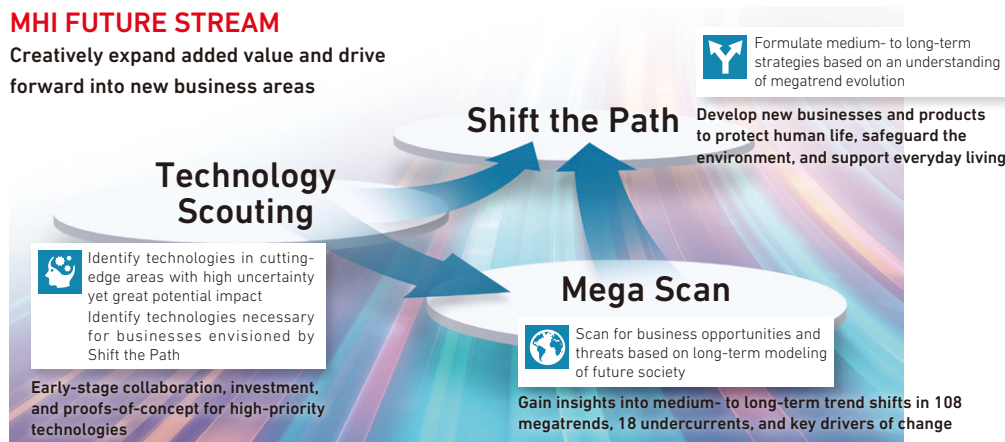 MHI FUTURE STREAM
Creatively expand added value and drive
forward into new business areas
Formulate medium- to long-term
strategies based on an understanding
of megatrend evolution
Shift the Path
Develop new businesses and products
to protect human life, safeguard the
environment, and support everyday living
Technology
Scouting
Identify technologies in cutting-
edge areas with high uncertainty
yet great potential impact
Identify technologies necessary
for businesses envisioned by
Shift the Path
Early-stage collaboration, investment,
and proofs-of-concept for high-priority
technologies
Mega Scan
Scan for business opportunities and
threats based on long-term modeling
of future society
Gain insights into medium- to long-term trend shifts in 108
megatrends, 18 undercurrents, and key drivers of change